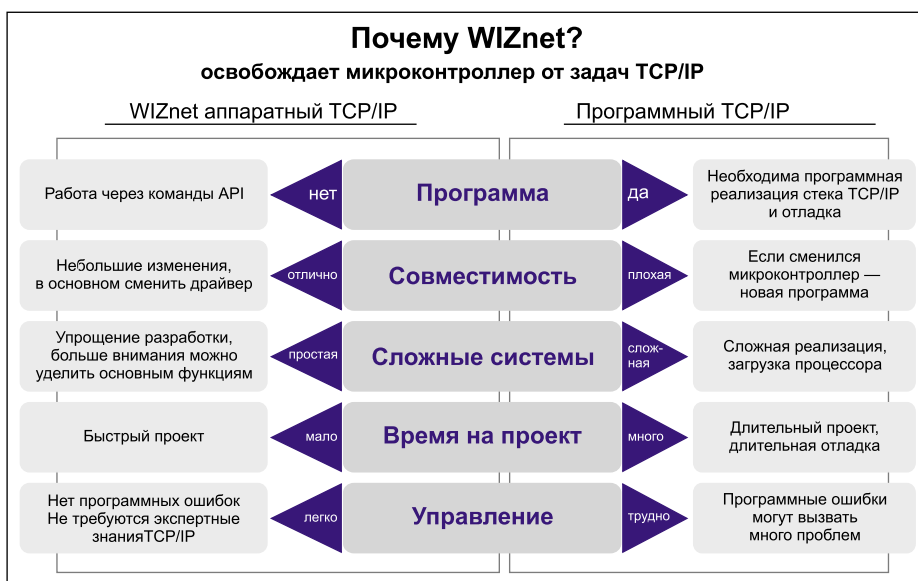 Почему WIZnet?
освобождает микроконтроллер от задач TCP/IP
WIZnet аппаратный TCP/IP
Программный TCP/IP
Работа через команды API
нет
Программа
да
Необходима программная
реализация стека TCP/IP
и отладка
Небольшие изменения,
в основном сменить драйвер
отлично
Совместимость
плохая
Если сменился
микроконтроллер —
новая программа
Упрощение разработки,
больше внимания можно
уделить основным функциям
простая
Сложные системы
слож-
ная
Сложная реализация,
загрузка процессора
Быстрый проект
мало
Время на проект
много
Длительный проект,
длительная отладка
Нет программных ошибок
Не требуются экспертные
знанияTCP/IP
легко
Управление
трудно
Программные ошибки
могут вызвать
много проблем